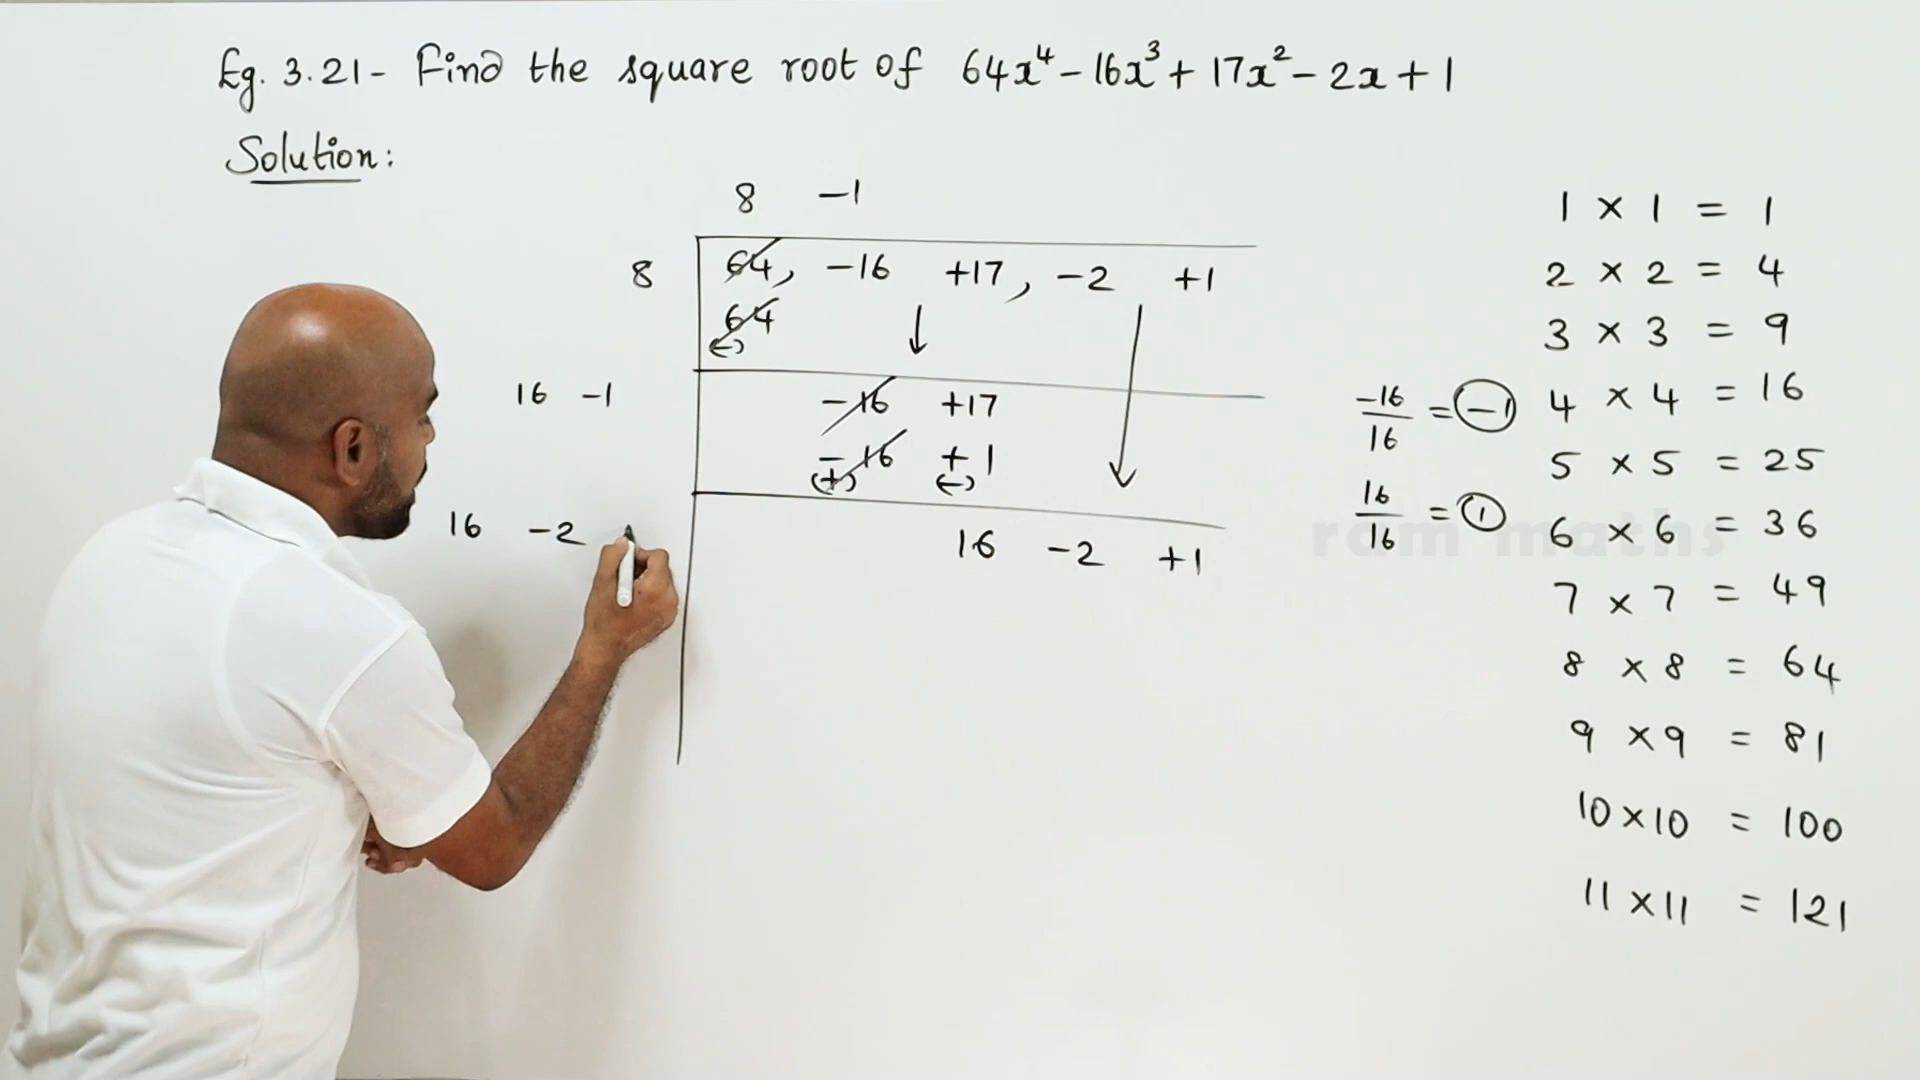 Eg. 3.21 - Find the square root of 64x⁴ - 16x³ + 17x² - 2x + 1
Solution:
8 -1
8 64, -16 +17, -2 +1
64
(-)
16 -1 -16 +17
-16 +1
(+) (-)
16 -2 16 -2 +1
-16/16 = -1
16/16 = 1
1 × 1 = 1
2 × 2 = 4
3 × 3 = 9
4 × 4 = 16
5 × 5 = 25
6 × 6 = 36
7 × 7 = 49
8 × 8 = 64
9 × 9 = 81
10 × 10 = 100
11 × 11 = 121
ram maths